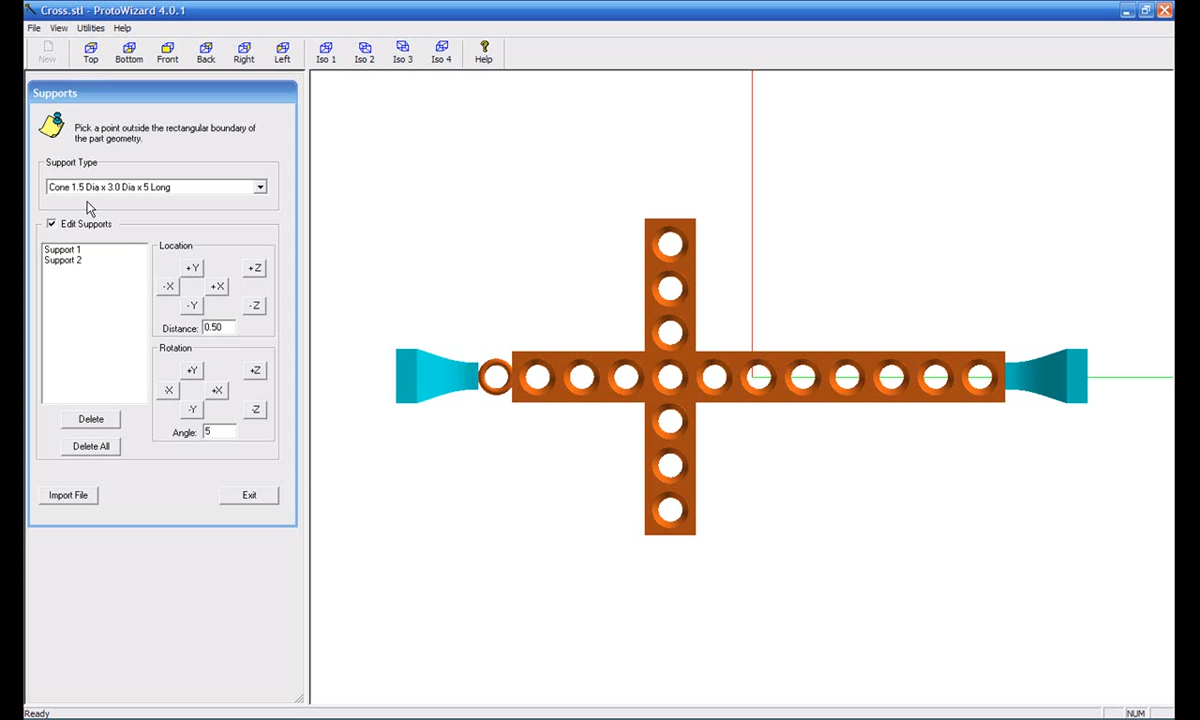 Cross.stl - ProtoWizard 4.0.1
File View Utilities Help
New Top Bottom Front Back Right Left Iso 1 Iso 2 Iso 3 Iso 4 Help
Supports
Pick a point outside the rectangular boundary of
the part geometry.
Support Type
Cone 1.5 Dia x 3.0 Dia x 5 Long
Edit Supports
Support 1
Support 2
Location
+Y +Z
-X +X
-Y -Z
Distance: 0.50
Rotation
+Y +Z
-X +X
-Y -Z
Angle: 5
Delete
Delete All
Import File Exit
Ready NUM